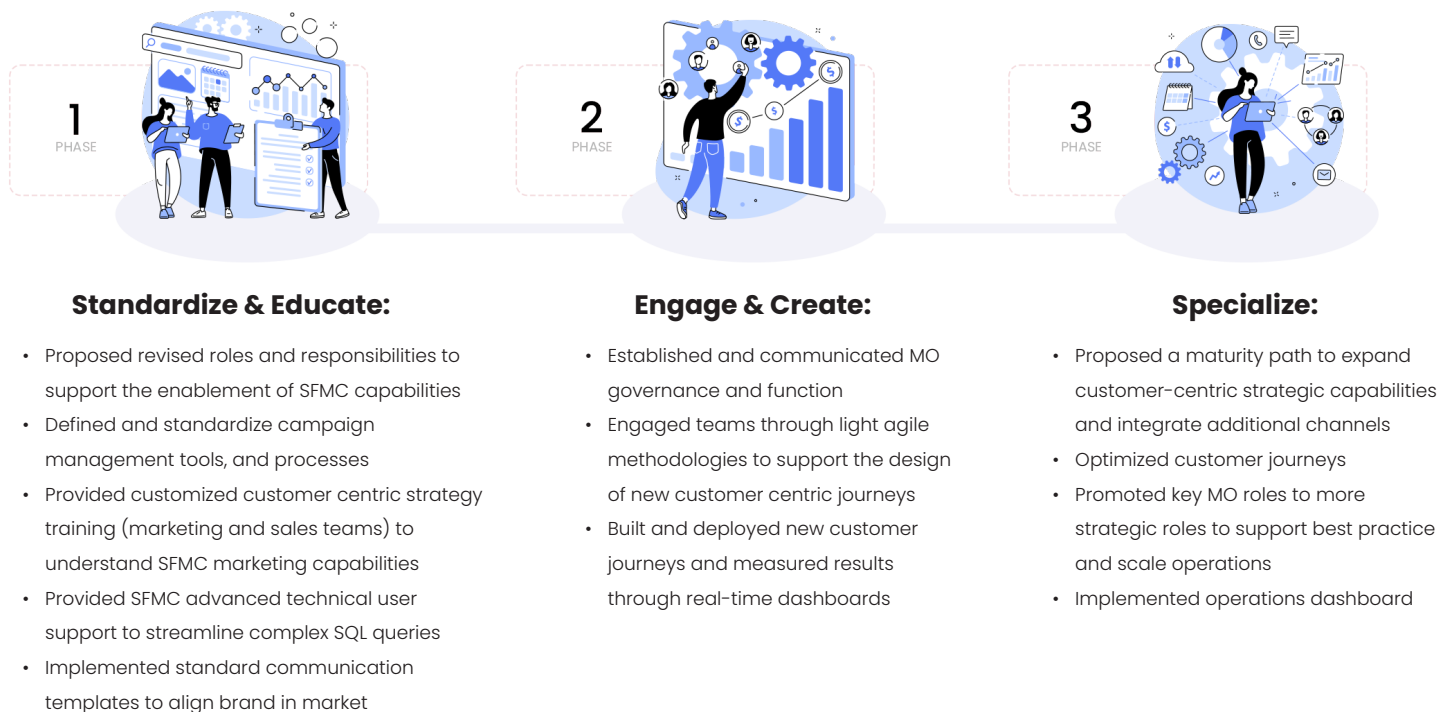 1
PHASE
2
PHASE
3
PHASE
Standardize & Educate:
• Proposed revised roles and responsibilities to
support the enablement of SFMC capabilities
• Defined and standardize campaign
management tools, and processes
• Provided customized customer centric strategy
training (marketing and sales teams) to
understand SFMC marketing capabilities
• Provided SFMC advanced technical user
support to streamline complex SQL queries
• Implemented standard communication
templates to align brand in market
Engage & Create:
• Established and communicated MO
governance and function
• Engaged teams through light agile
methodologies to support the design
of new customer centric journeys
• Built and deployed new customer
journeys and measured results
through real-time dashboards
Specialize:
• Proposed a maturity path to expand
customer-centric strategic capabilities
and integrate additional channels
• Optimized customer journeys
• Promoted key MO roles to more
strategic roles to support best practice
and scale operations
• Implemented operations dashboard